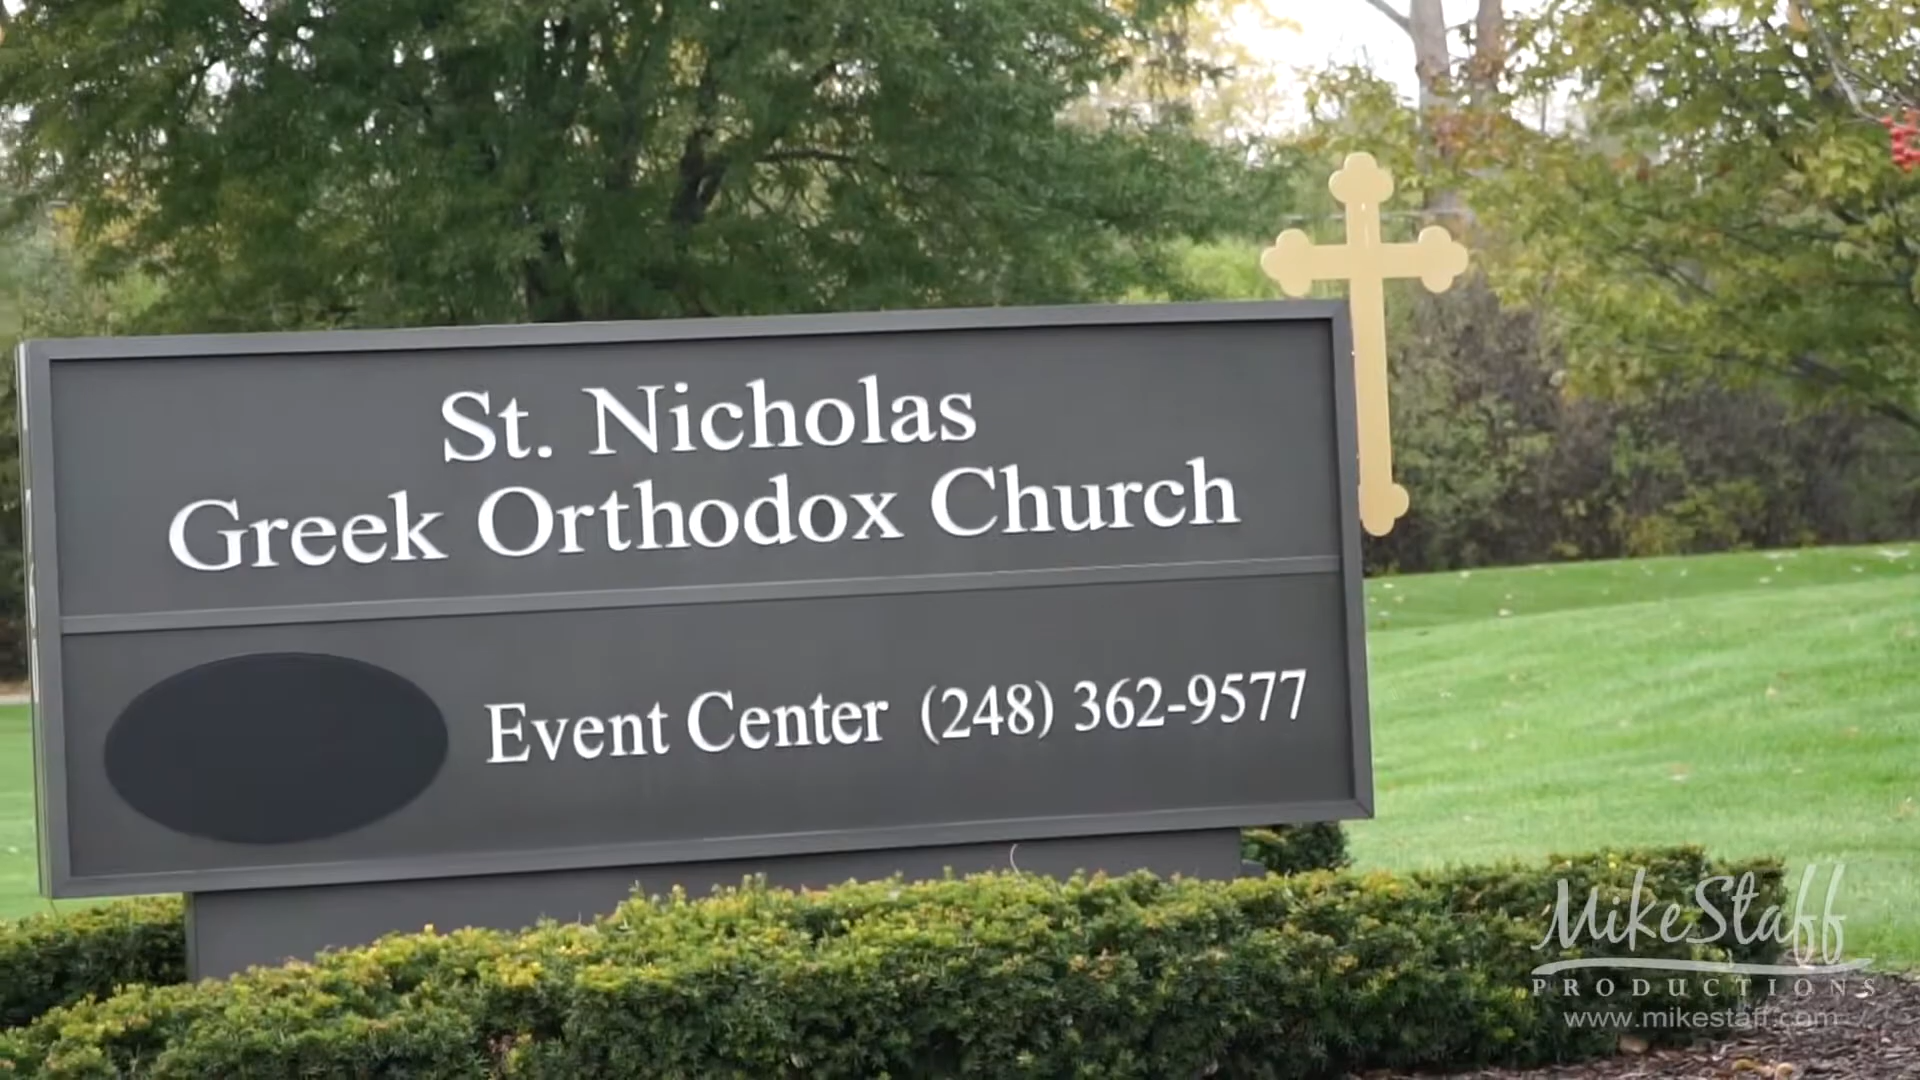 St. Nicholas
Greek Orthodox Church
Event Center (248) 362-9577
MikeStaff
PRODUCTIONS
www.mikestaff.com